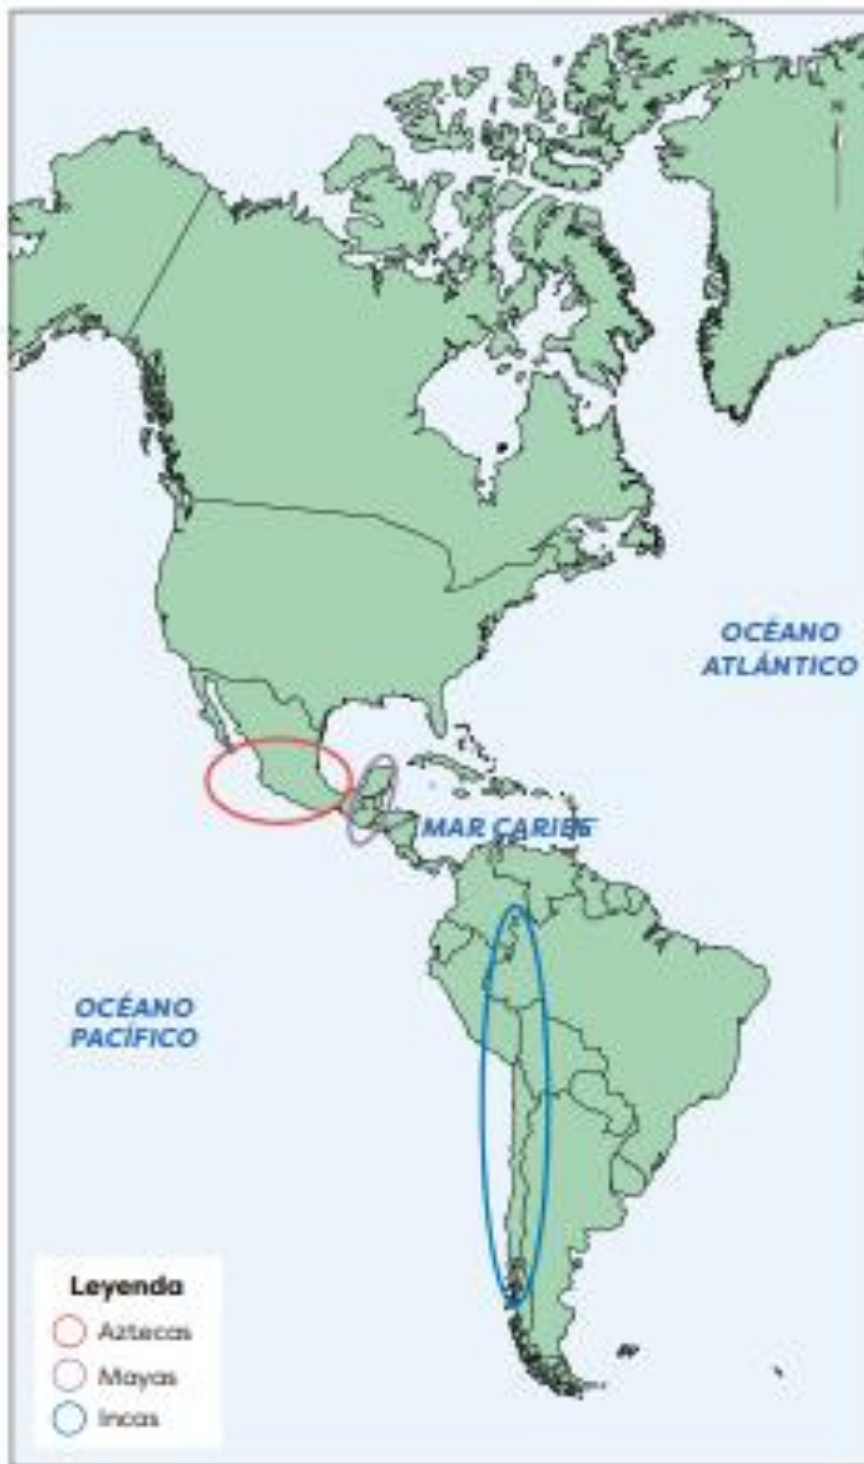 N
OCÉANO
ATLÁNTICO
MAR CARIBE
OCÉANO
PACÍFICO
Leyenda
Aztecas
Mayas
Incas